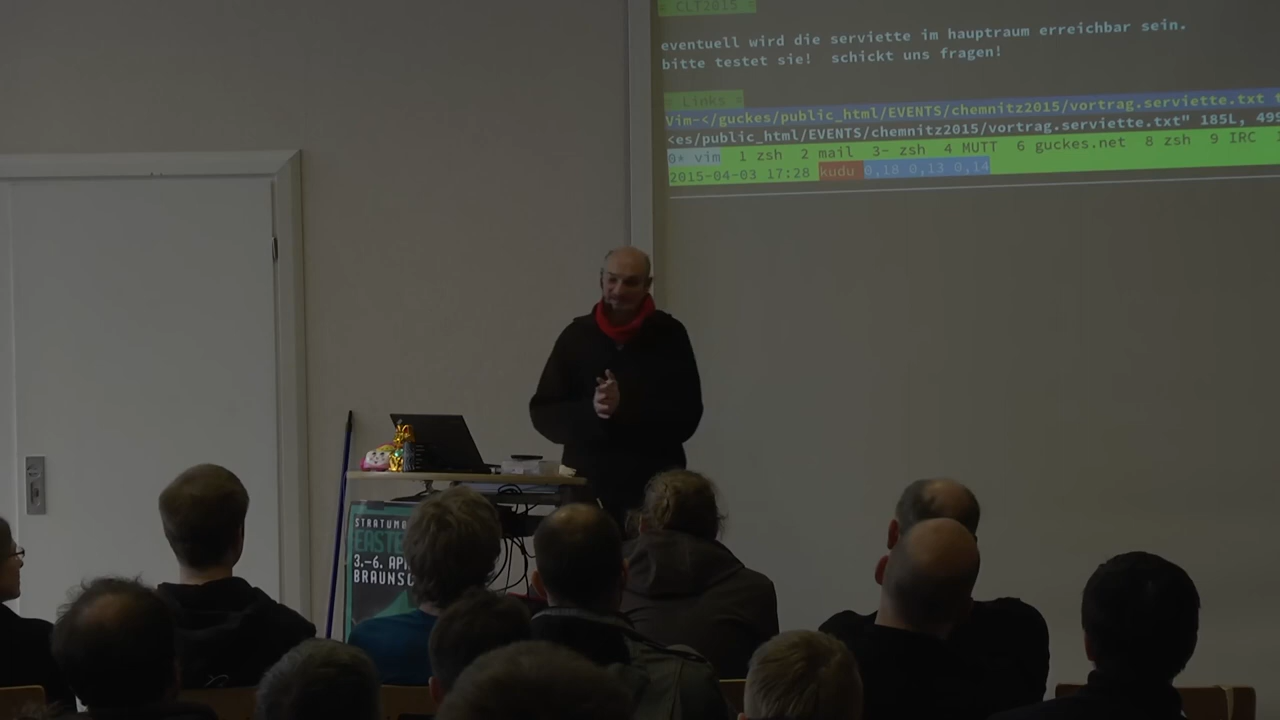 = CLT2015 =
eventuell wird die serviette im hauptraum erreichbar sein.
bitte testet sie! schickt uns fragen!
= Links =
Vim-</guckes/public_html/EVENTS/chemnitz2015/vortrag.serviette.txt
<es/public_html/EVENTS/chemnitz2015/vortrag.serviette.txt" 185L, 499
0* vim 1 zsh 2 mail 3- zsh 4 MUTT 6 guckes.net 8 zsh 9 IRC
2015-04-03 17:28 kudu 0,18 0,13 0,14
STRATUM0
EASTE
3.–6. APR
BRAUNSC